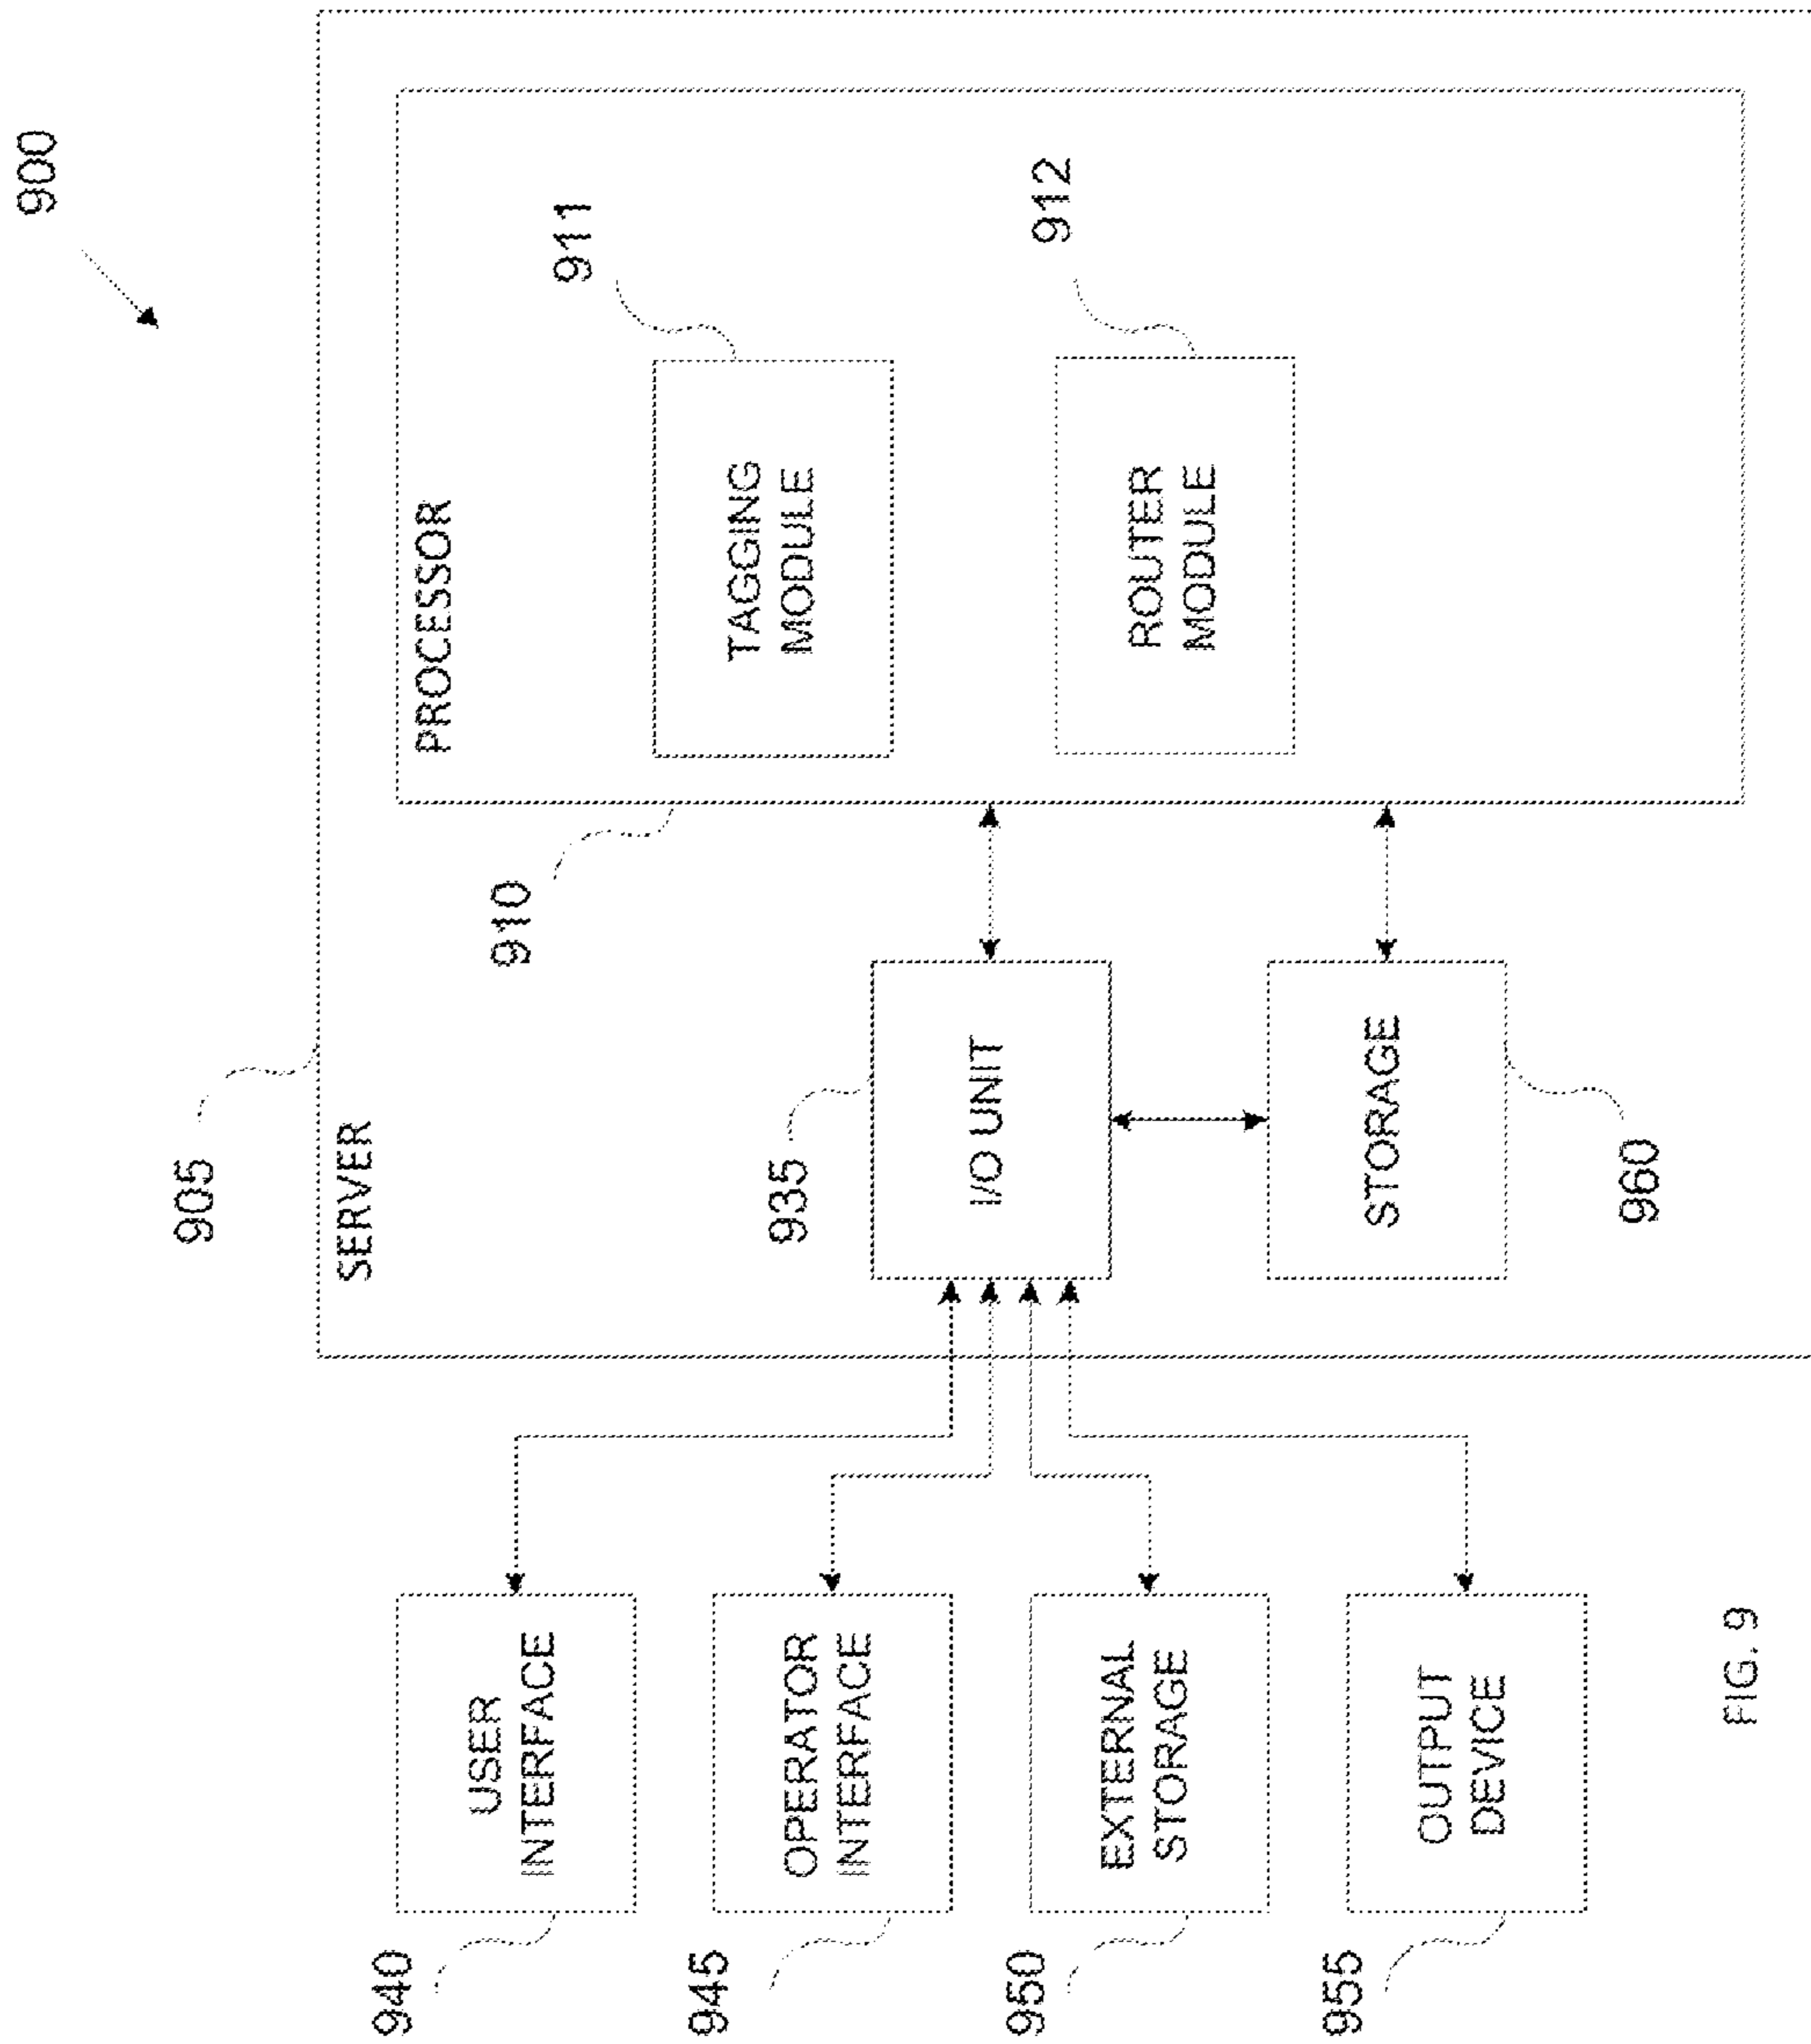 900
905
SERVER
PROCESSOR
910
TAGGING
MODULE
911
ROUTER
MODULE
912
935
I/O UNIT
STORAGE
960
940
USER
INTERFACE
945
OPERATOR
INTERFACE
950
EXTERNAL
STORAGE
955
OUTPUT
DEVICE
FIG. 9